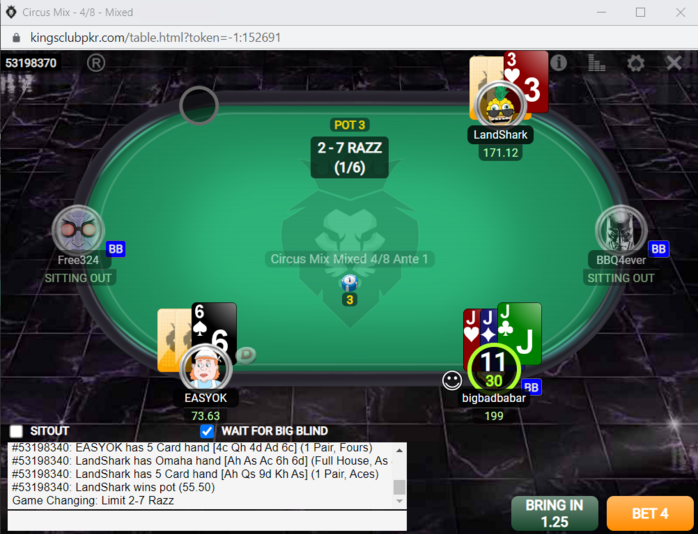 Circus Mix - 4/8 - Mixed
kingsclubpkr.com/table.html?token=-1:152691
53198370
R
i
3
3
LandShark
171.12
POT 3
2 - 7 RAZZ
(1/6)
Free324
BB
SITTING OUT
BBQ4ever
BB
SITTING OUT
Circus Mix Mixed 4/8 Ante 1
3
6
6
D
EASYOK
73.63
J
J
J
J
11
30
BB
bigbadbabar
199
SITOUT
WAIT FOR BIG BLIND
#53198340: EASYOK has 5 Card hand [4c Qh 4d Ad 6c] (1 Pair, Fours)
#53198340: LandShark has Omaha hand [Ah As Ac 6h 6d] (Full House, As
#53198340: LandShark has 5 Card hand [Ah Qs 9d Kh As] (1 Pair, Aces)
#53198340: LandShark wins pot (55.50)
Game Changing: Limit 2-7 Razz
BRING IN
1.25
BET 4